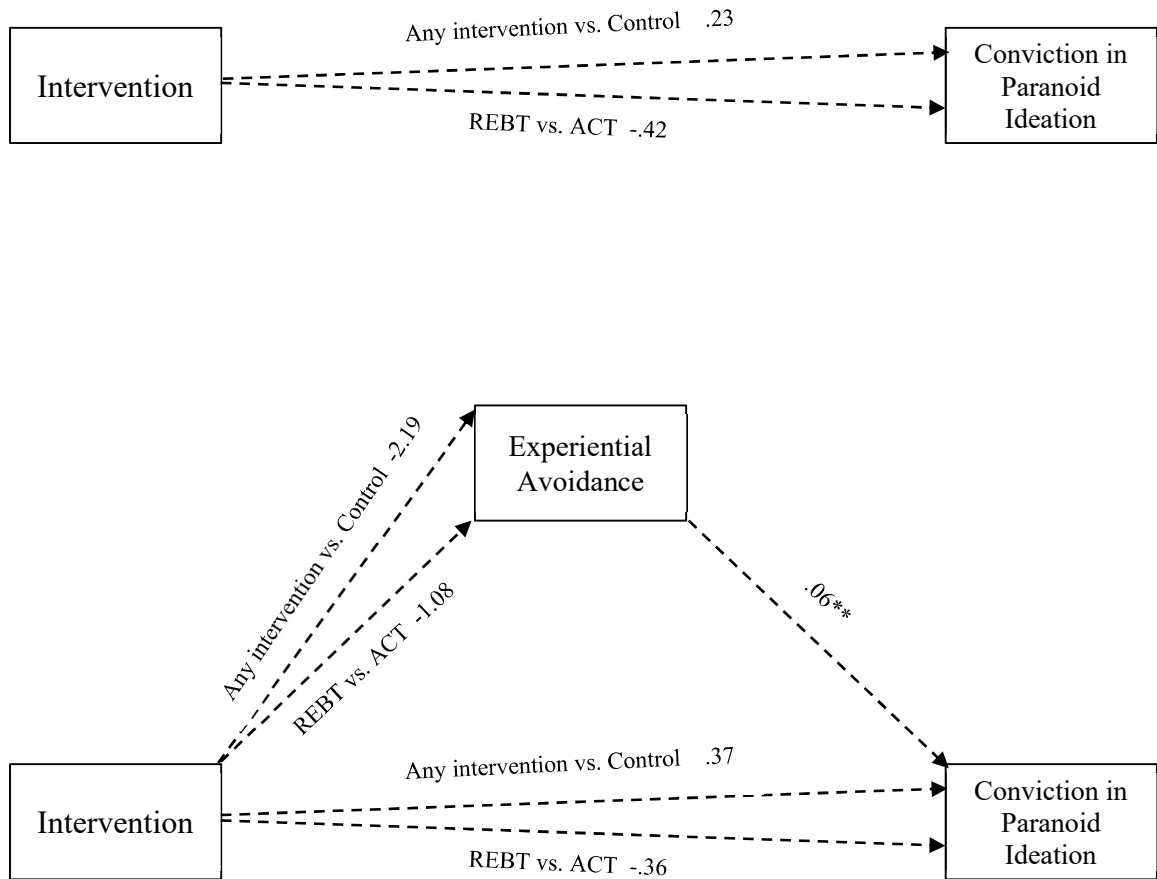 Any intervention vs. Control .23
Intervention
Conviction in
Paranoid
Ideation
REBT vs. ACT -.42
Experiential
Avoidance
Any intervention vs. Control -2.19
REBT vs. ACT -1.08
.06**
Any intervention vs. Control .37
Intervention
Conviction in
Paranoid
Ideation
REBT vs. ACT -.36